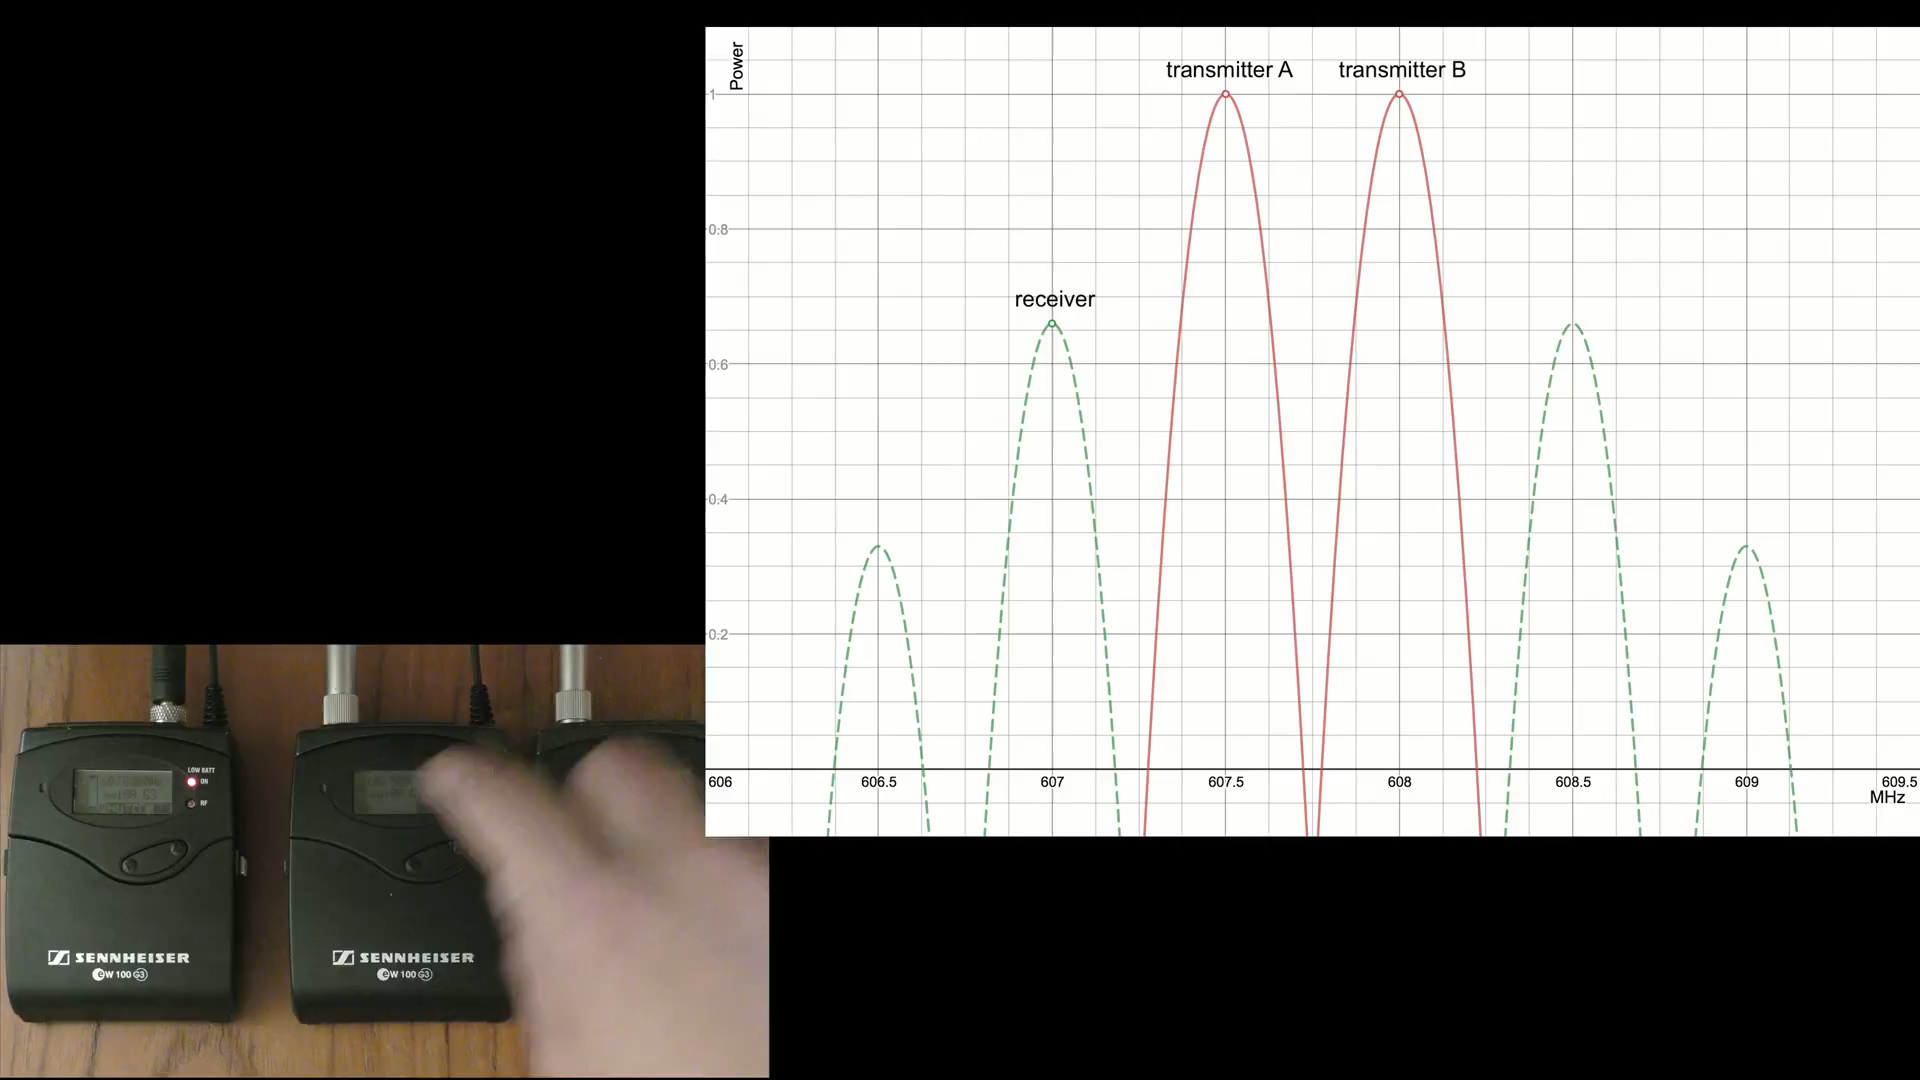 Power
transmitter A
transmitter B
receiver
1
0.8
0.6
0.4
0.2
606
606.5
607
607.5
608
608.5
609
609.5
MHz
LOW BATT
ON
RF
SENNHEISER
ew 100 G3
SENNHEISER
ew 100 G3